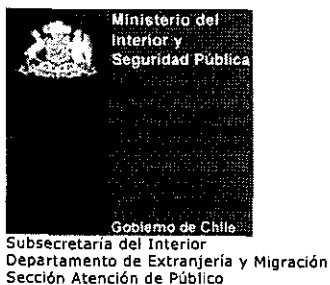 Ministerio del
Interior y
Seguridad Pública
Gobierno de Chile
Subsecretaría del Interior
Departamento de Extranjería y Migración
Sección Atención de Público